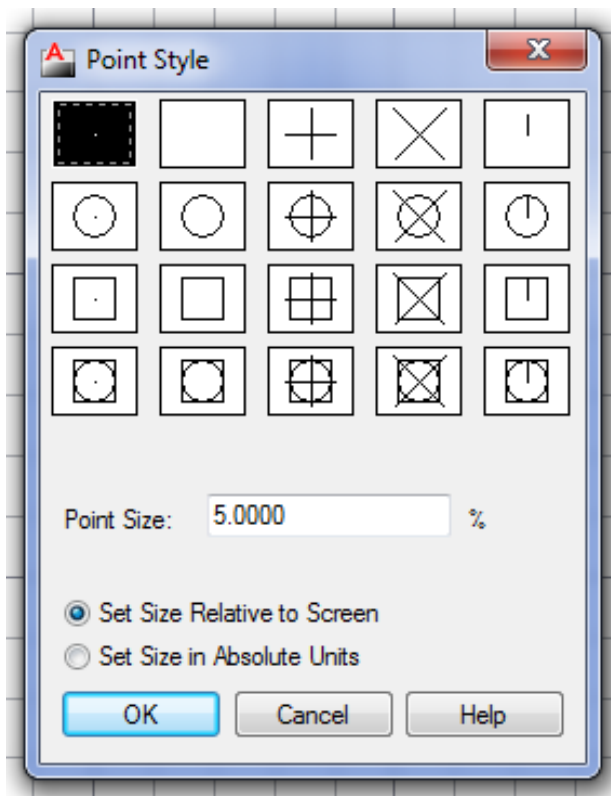 Point Style
Point Size: 5.0000 %
Set Size Relative to Screen
Set Size in Absolute Units
OK Cancel Help